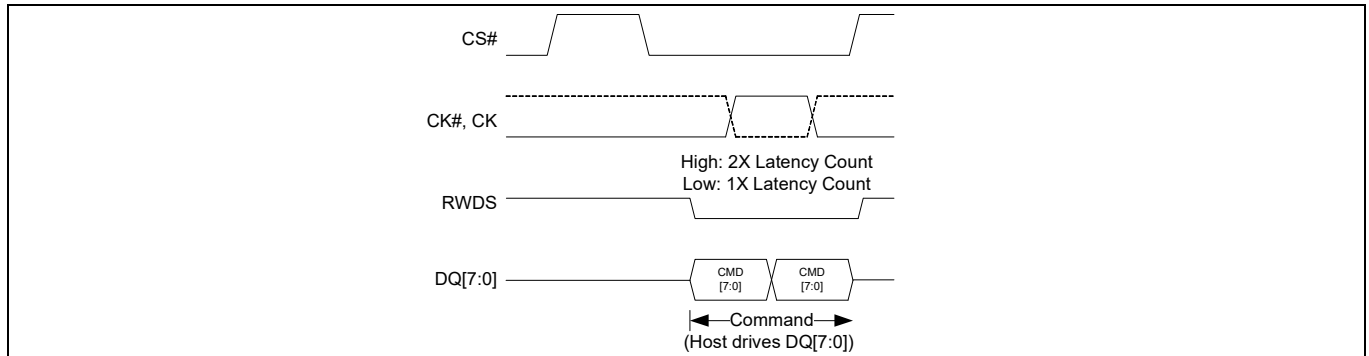 CS#
CK#, CK
High: 2X Latency Count
Low: 1X Latency Count
RWDS
DQ[7:0]
CMD CMD
[7:0] [7:0]
Command
(Host drives DQ[7:0])